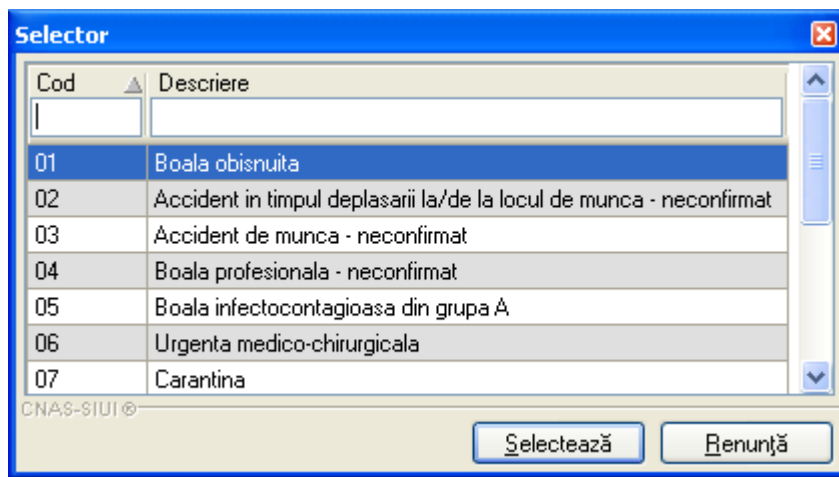 Selector
Cod Descriere
01 Boala obisnuita
02 Accident in timpul deplasarii la/de la locul de munca - neconfirmat
03 Accident de munca - neconfirmat
04 Boala profesionala - neconfirmat
05 Boala infectocontagioasa din grupa A
06 Urgenta medico-chirurgicala
07 Carantina
CNAS-SIUI ®
Selectează Renunţă